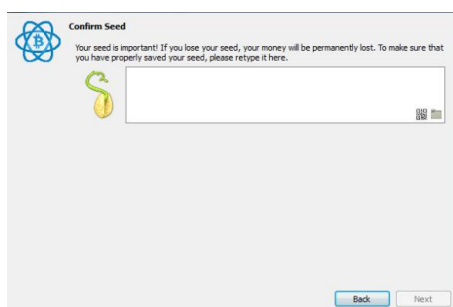 Confirm Seed
Your seed is important! If you lose your seed, your money will be permanently lost. To make sure that
you have properly saved your seed, please retype it here.
Back
Next